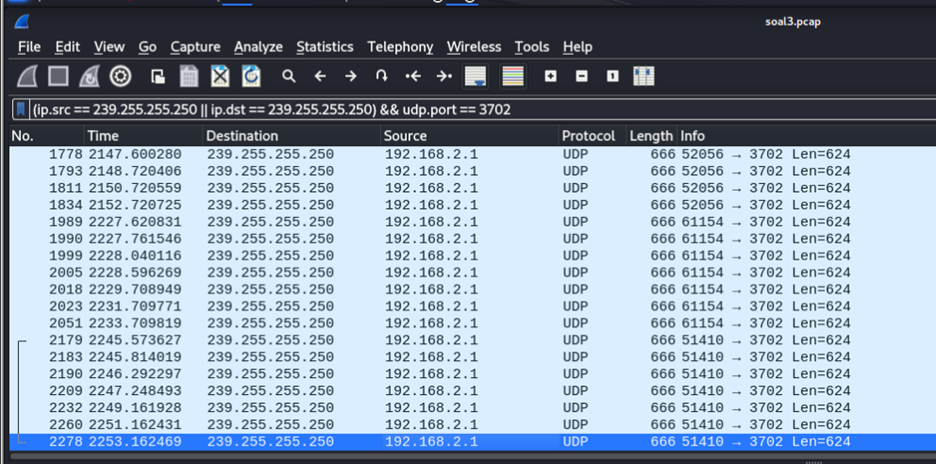 soal3.pcap
File Edit View Go Capture Analyze Statistics Telephony Wireless Tools Help
(ip.src == 239.255.255.250 || ip.dst == 239.255.255.250) && udp.port == 3702
No. Time Destination Source Protocol Length Info
1778 2147.600280 239.255.255.250 192.168.2.1 UDP 666 52056 → 3702 Len=624
1793 2148.720406 239.255.255.250 192.168.2.1 UDP 666 52056 → 3702 Len=624
1811 2150.720559 239.255.255.250 192.168.2.1 UDP 666 52056 → 3702 Len=624
1834 2152.720725 239.255.255.250 192.168.2.1 UDP 666 52056 → 3702 Len=624
1989 2227.620831 239.255.255.250 192.168.2.1 UDP 666 61154 → 3702 Len=624
1990 2227.761546 239.255.255.250 192.168.2.1 UDP 666 61154 → 3702 Len=624
1999 2228.040116 239.255.255.250 192.168.2.1 UDP 666 61154 → 3702 Len=624
2005 2228.596269 239.255.255.250 192.168.2.1 UDP 666 61154 → 3702 Len=624
2018 2229.708949 239.255.255.250 192.168.2.1 UDP 666 61154 → 3702 Len=624
2023 2231.709771 239.255.255.250 192.168.2.1 UDP 666 61154 → 3702 Len=624
2051 2233.709819 239.255.255.250 192.168.2.1 UDP 666 61154 → 3702 Len=624
2179 2245.573627 239.255.255.250 192.168.2.1 UDP 666 51410 → 3702 Len=624
2183 2245.814019 239.255.255.250 192.168.2.1 UDP 666 51410 → 3702 Len=624
2190 2246.292297 239.255.255.250 192.168.2.1 UDP 666 51410 → 3702 Len=624
2209 2247.248493 239.255.255.250 192.168.2.1 UDP 666 51410 → 3702 Len=624
2232 2249.161928 239.255.255.250 192.168.2.1 UDP 666 51410 → 3702 Len=624
2260 2251.162431 239.255.255.250 192.168.2.1 UDP 666 51410 → 3702 Len=624
2278 2253.162469 239.255.255.250 192.168.2.1 UDP 666 51410 → 3702 Len=624